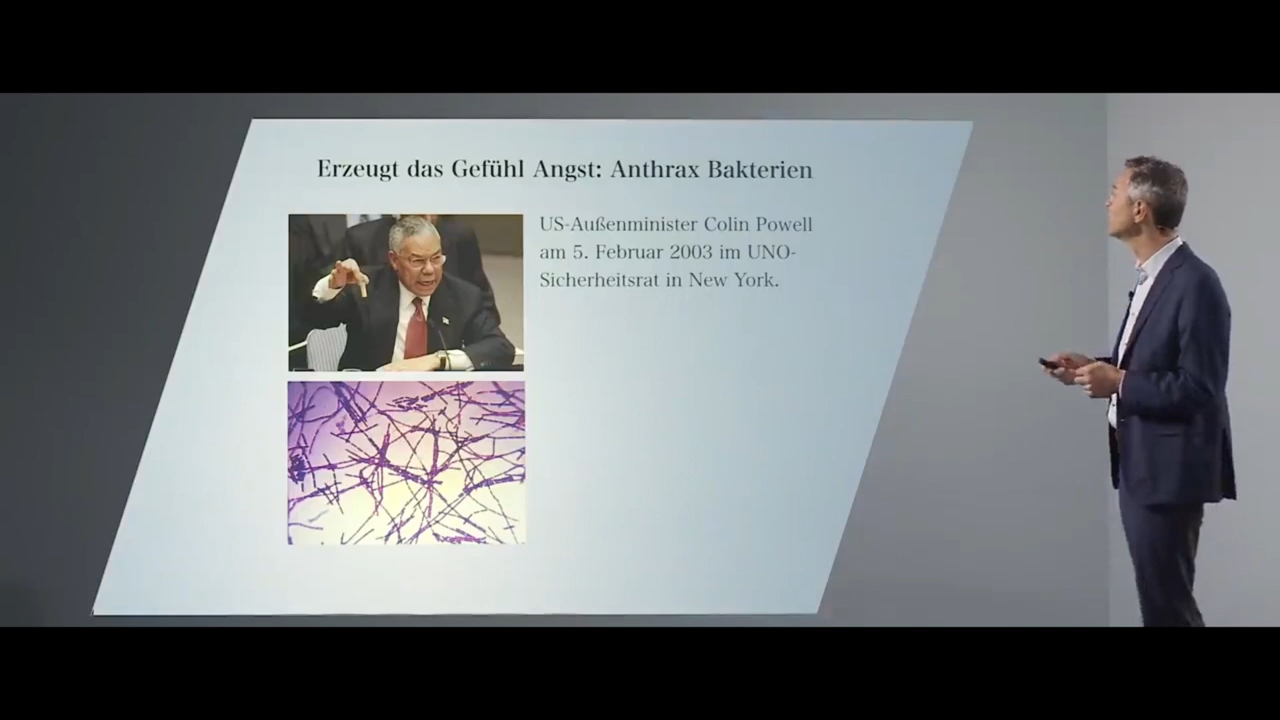 Erzeugt das Gefühl Angst: Anthrax Bakterien
US-Außenminister Colin Powell
am 5. Februar 2003 im UNO-
Sicherheitsrat in New York.